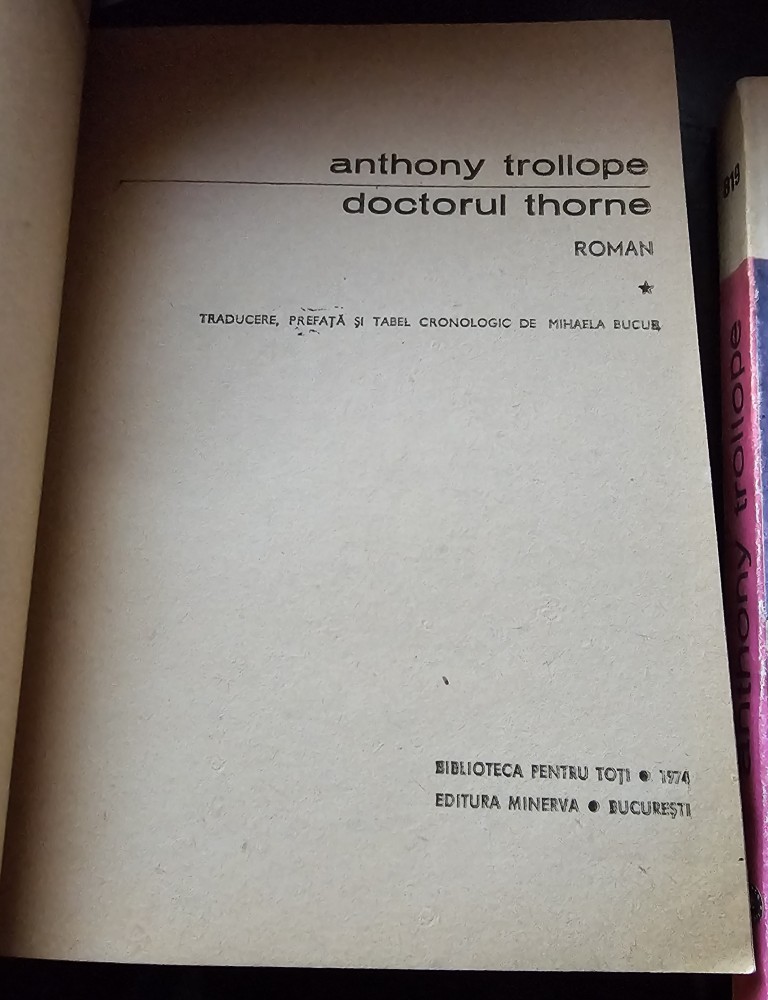 anthony trollope
doctorul thorne
ROMAN
TRADUCERE, PREFAȚĂ ȘI TABEL CRONOLOGIC DE MIHAELA BUCUR
BIBLIOTECA PENTRU TOȚI ● 1974
EDITURA MINERVA ● BUCUREȘTI
819
anthony trollope